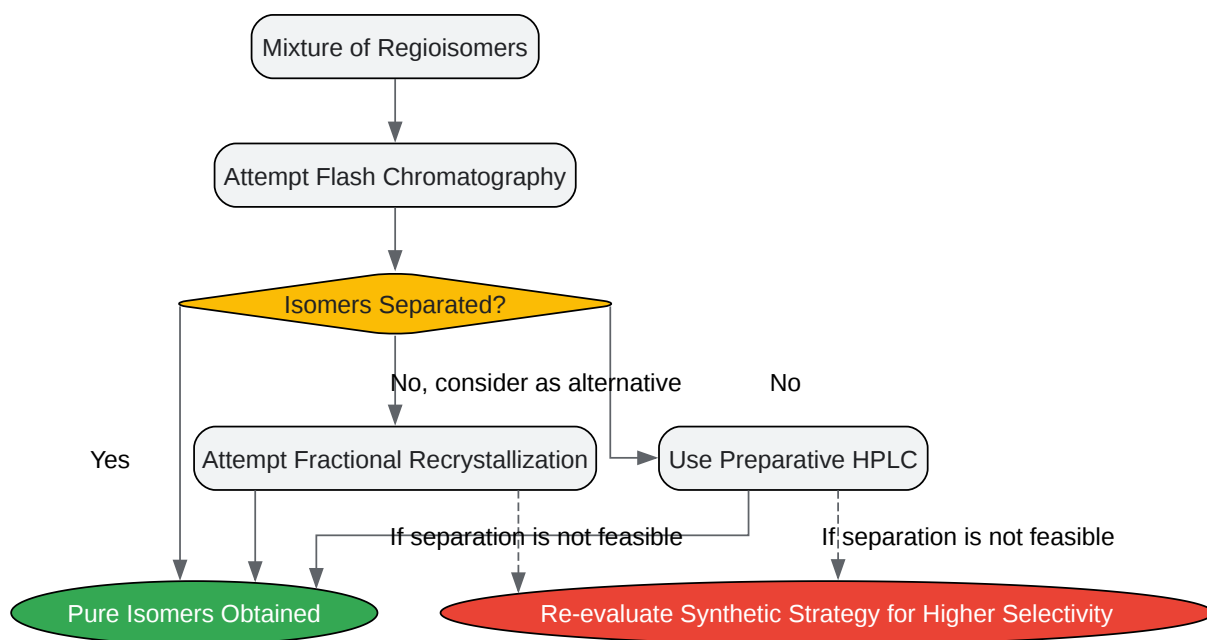 Mixture of Regioisomers
Attempt Flash Chromatography
Isomers Separated?
No, consider as alternative
No
Yes
Attempt Fractional Recrystallization
Use Preparative HPLC
If separation is not feasible
If separation is not feasible
Pure Isomers Obtained
Re-evaluate Synthetic Strategy for Higher Selectivity